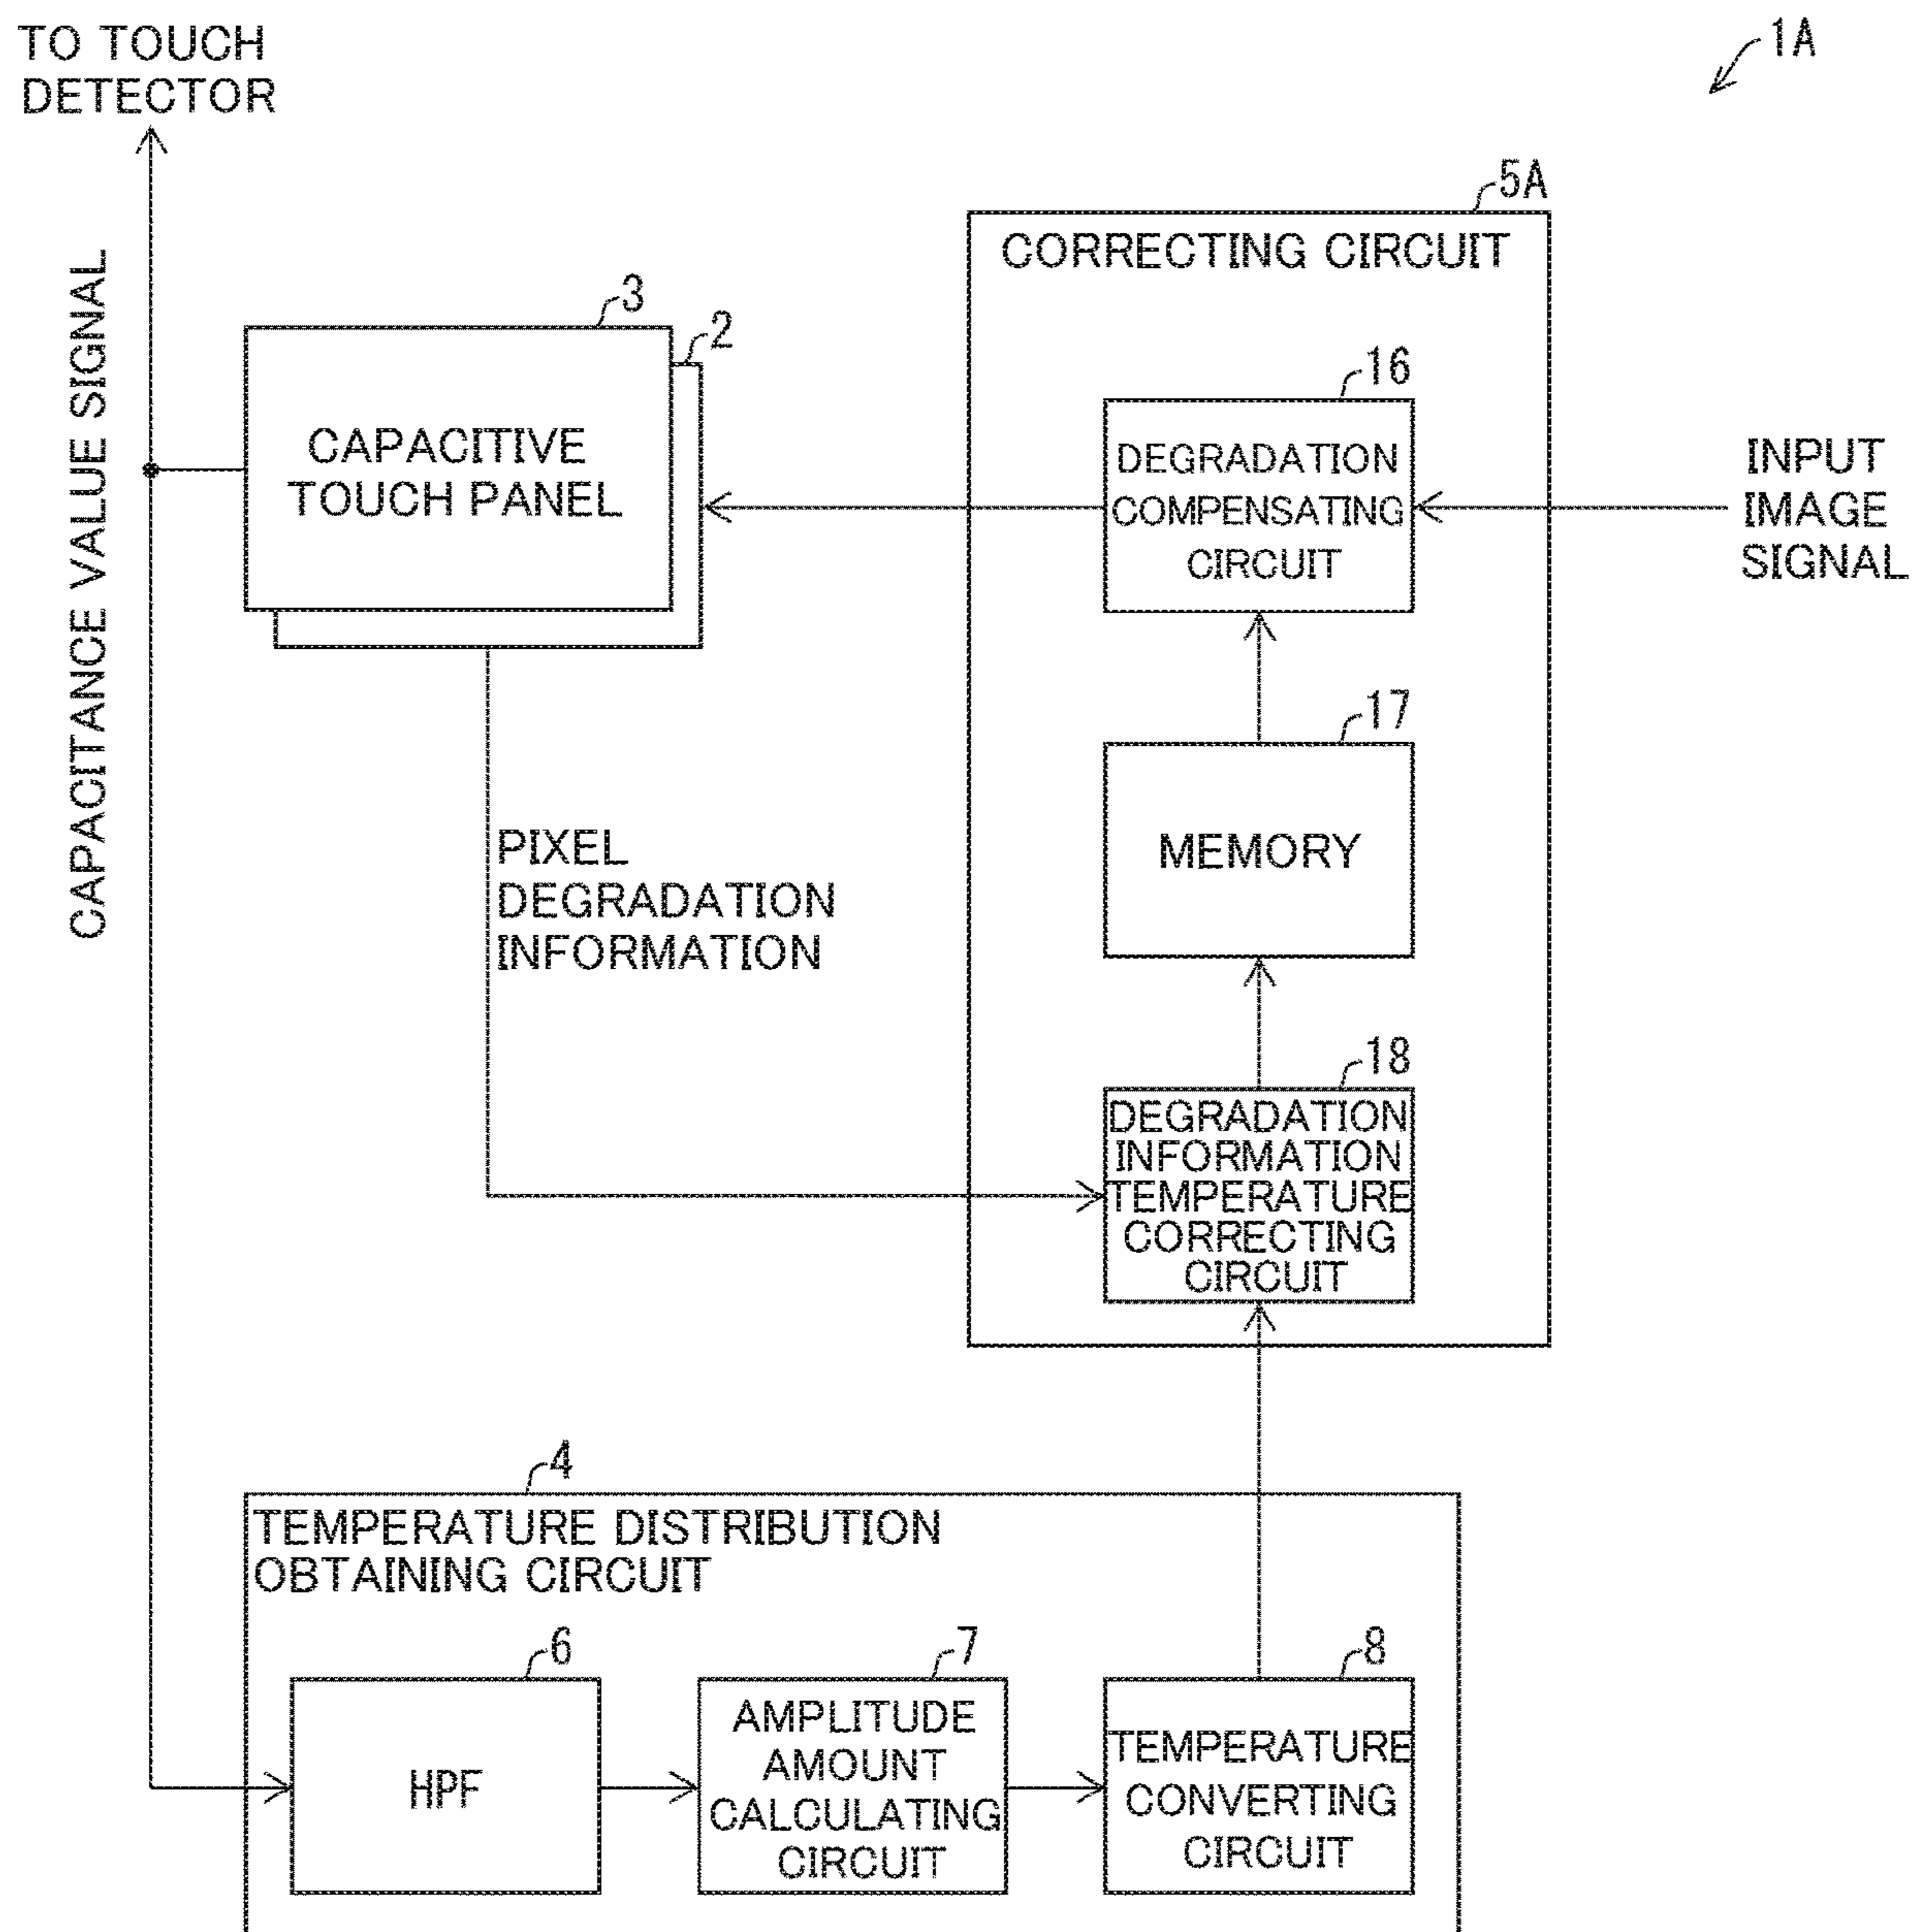 TO TOUCH
DETECTOR
1A
CAPACITANCE VALUE SIGNAL
5A
CORRECTING CIRCUIT
3
2
CAPACITIVE
TOUCH PANEL
16
DEGRADATION
COMPENSATING
CIRCUIT
INPUT
IMAGE
SIGNAL
17
MEMORY
PIXEL
DEGRADATION
INFORMATION
18
DEGRADATION
INFORMATION
TEMPERATURE
CORRECTING
CIRCUIT
4
TEMPERATURE DISTRIBUTION
OBTAINING CIRCUIT
6
HPF
7
AMPLITUDE
AMOUNT
CALCULATING
CIRCUIT
8
TEMPERATURE
CONVERTING
CIRCUIT